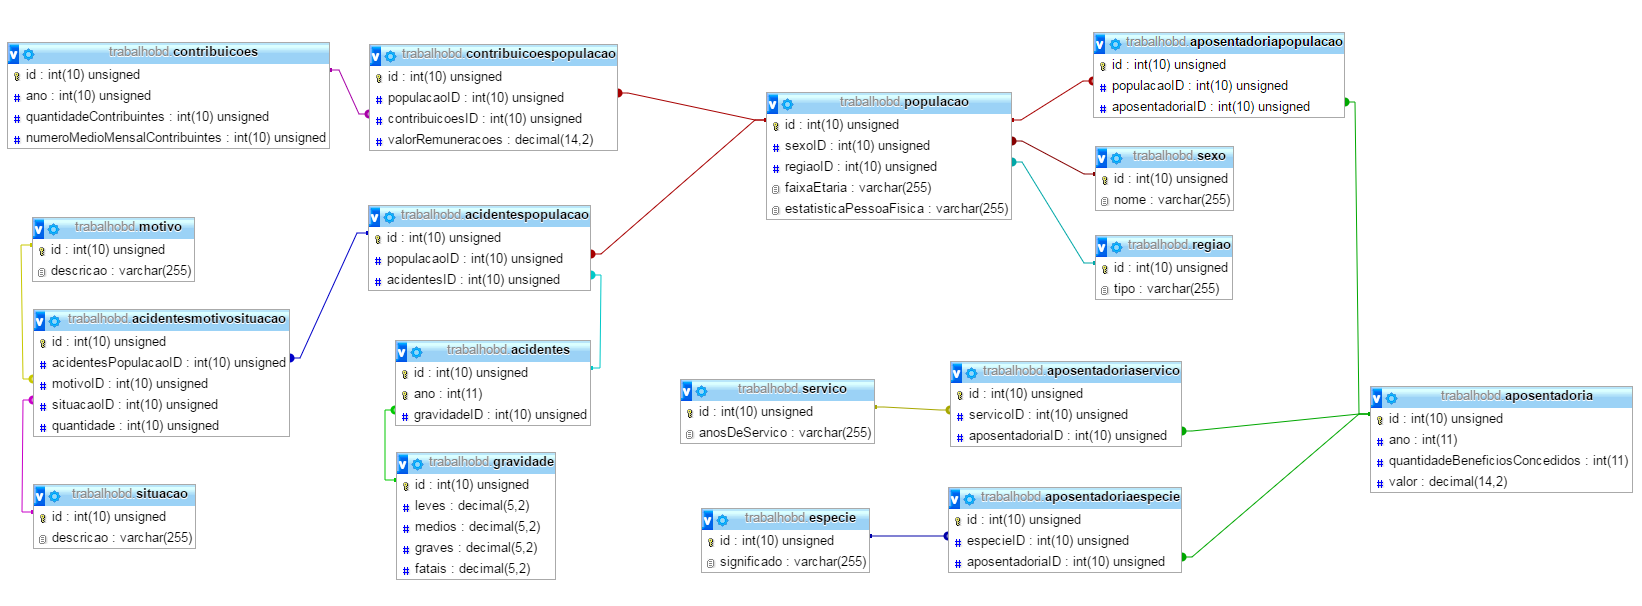 trabalhobd.contribuicoes
id : int(10) unsigned
ano : int(10) unsigned
quantidadeContribuintes : int(10) unsigned
numeroMedioMensalContribuintes : int(10) unsigned
trabalhobd.contribuicoespopulacao
id : int(10) unsigned
populacaoID : int(10) unsigned
contribuicoesID : int(10) unsigned
valorRemuneracoes : decimal(14,2)
trabalhobd.populacao
id : int(10) unsigned
sexoID : int(10) unsigned
regiaoID : int(10) unsigned
faixaEtaria : varchar(255)
estatisticaPessoaFisica : varchar(255)
trabalhobd.aposentadoriapopulacao
id : int(10) unsigned
populacaoID : int(10) unsigned
aposentadoriaID : int(10) unsigned
trabalhobd.sexo
id : int(10) unsigned
nome : varchar(255)
trabalhobd.regiao
id : int(10) unsigned
tipo : varchar(255)
trabalhobd.motivo
id : int(10) unsigned
descricao : varchar(255)
trabalhobd.acidentespopulacao
id : int(10) unsigned
populacaoID : int(10) unsigned
acidentesID : int(10) unsigned
trabalhobd.acidentesmotivosituacao
id : int(10) unsigned
acidentesPopulacaoID : int(10) unsigned
motivoID : int(10) unsigned
situacaoID : int(10) unsigned
quantidade : int(10) unsigned
trabalhobd.acidentes
id : int(10) unsigned
ano : int(11)
gravidadeID : int(10) unsigned
trabalhobd.situacao
id : int(10) unsigned
descricao : varchar(255)
trabalhobd.gravidade
id : int(10) unsigned
leves : decimal(5,2)
medios : decimal(5,2)
graves : decimal(5,2)
fatais : decimal(5,2)
trabalhobd.servico
id : int(10) unsigned
anosDeServico : varchar(255)
trabalhobd.aposentadoriaservico
id : int(10) unsigned
servicoID : int(10) unsigned
aposentadoriaID : int(10) unsigned
trabalhobd.aposentadoria
id : int(10) unsigned
ano : int(11)
quantidadeBeneficiosConcedidos : int(11)
valor : decimal(14,2)
trabalhobd.especie
id : int(10) unsigned
significado : varchar(255)
trabalhobd.aposentadoriaespecie
id : int(10) unsigned
especieID : int(10) unsigned
aposentadoriaID : int(10) unsigned